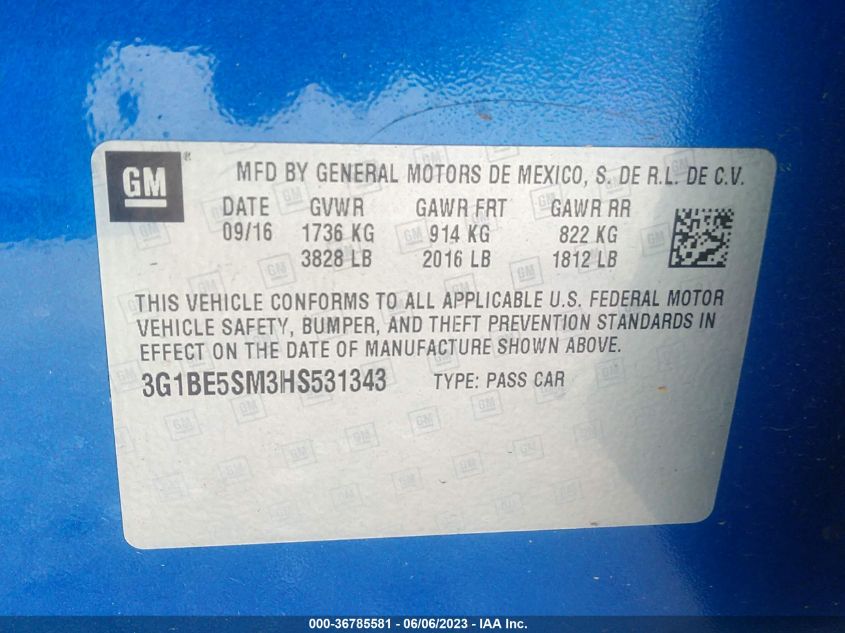 GM ® MFD BY GENERAL MOTORS DE MEXICO, S. DE R.L. DE C.V.
DATE GVWR GAWR FRT GAWR RR
09/16 1736 KG 914 KG 822 KG
3828 LB 2016 LB 1812 LB
THIS VEHICLE CONFORMS TO ALL APPLICABLE U.S. FEDERAL MOTOR
VEHICLE SAFETY, BUMPER, AND THEFT PREVENTION STANDARDS IN
EFFECT ON THE DATE OF MANUFACTURE SHOWN ABOVE.
3G1BE5SM3HS531343 TYPE: PASS CAR
000-36785581 - 06/06/2023 - IAA Inc.